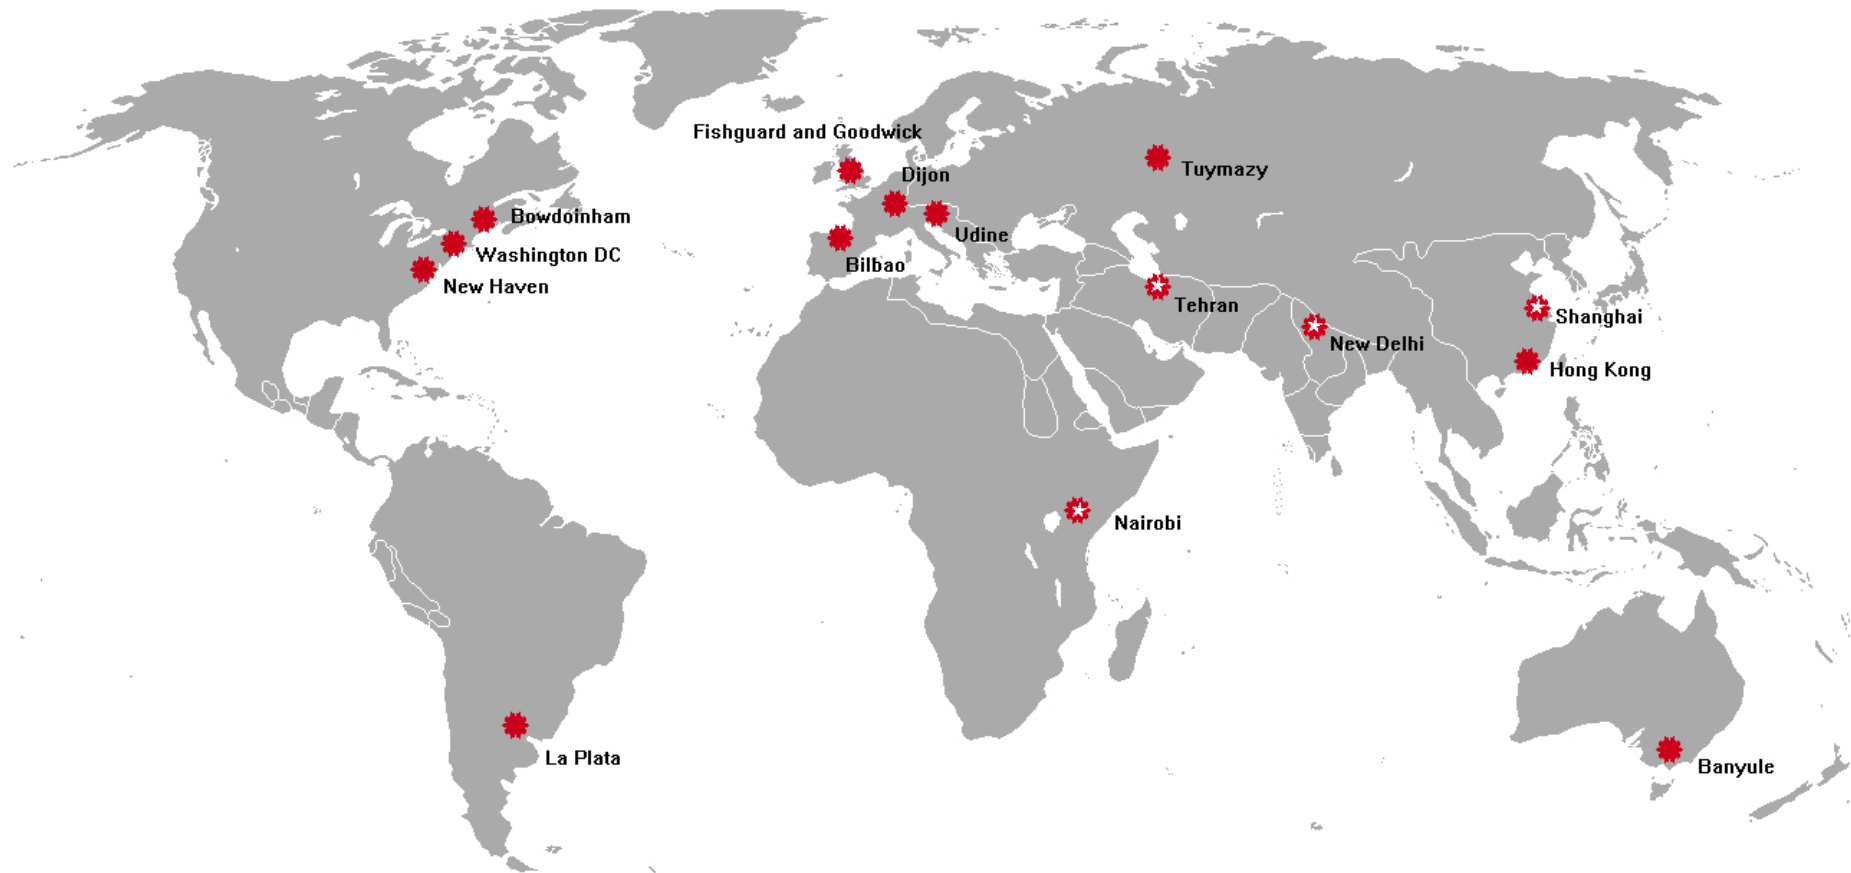 Fishguard and Goodwick
Dijon
Tuymazy
Bowdoinham
Udine
Washington DC
Bilbao
New Haven
Tehran
Shanghai
New Delhi
Hong Kong
Nairobi
La Plata
Banyule